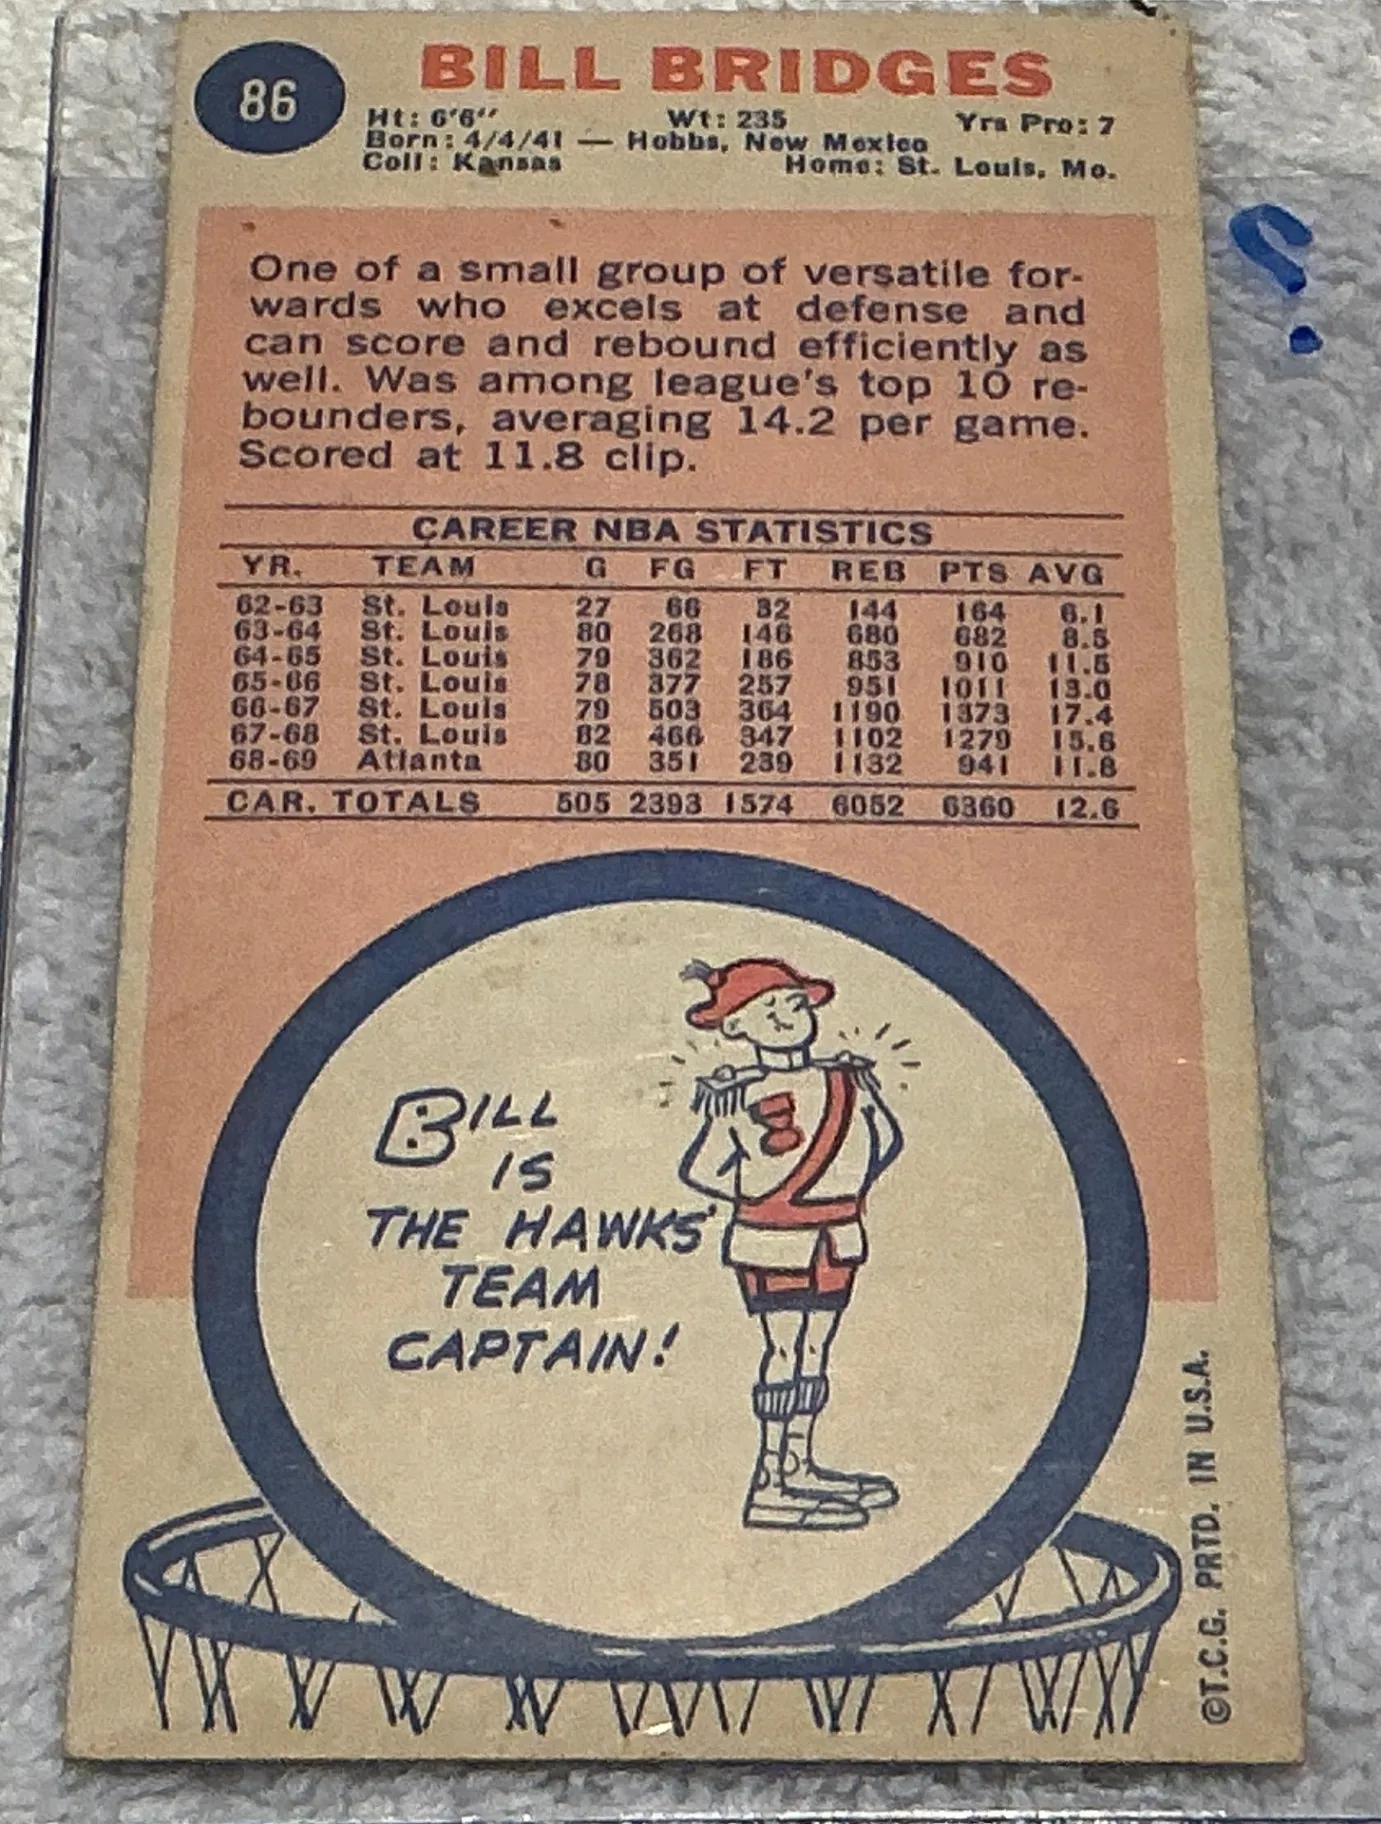 86
BILL BRIDGES
Ht: 6'6" Wt: 235 Yrs Pro: 7
Born: 4/4/41 — Hobbs, New Mexico
Coll: Kansas Home: St. Louis, Mo.
One of a small group of versatile for-
wards who excels at defense and
can score and rebound efficiently as
well. Was among league's top 10 re-
bounders, averaging 14.2 per game.
Scored at 11.8 clip.
CAREER NBA STATISTICS
YR. TEAM G FG FT REB PTS AVG
62-63 St. Louis 27 66 32 144 164 6.1
63-64 St. Louis 80 268 146 680 682 8.5
64-65 St. Louis 79 362 186 853 910 11.5
65-66 St. Louis 78 377 257 951 1011 13.0
66-67 St. Louis 79 503 364 1190 1373 17.4
67-68 St. Louis 82 466 347 1102 1279 15.6
68-69 Atlanta 80 351 239 1132 941 11.8
CAR. TOTALS 505 2393 1574 6052 6360 12.6
BILL
IS
THE HAWKS'
TEAM
CAPTAIN!
©T.C.G. PRTD. IN U.S.A.